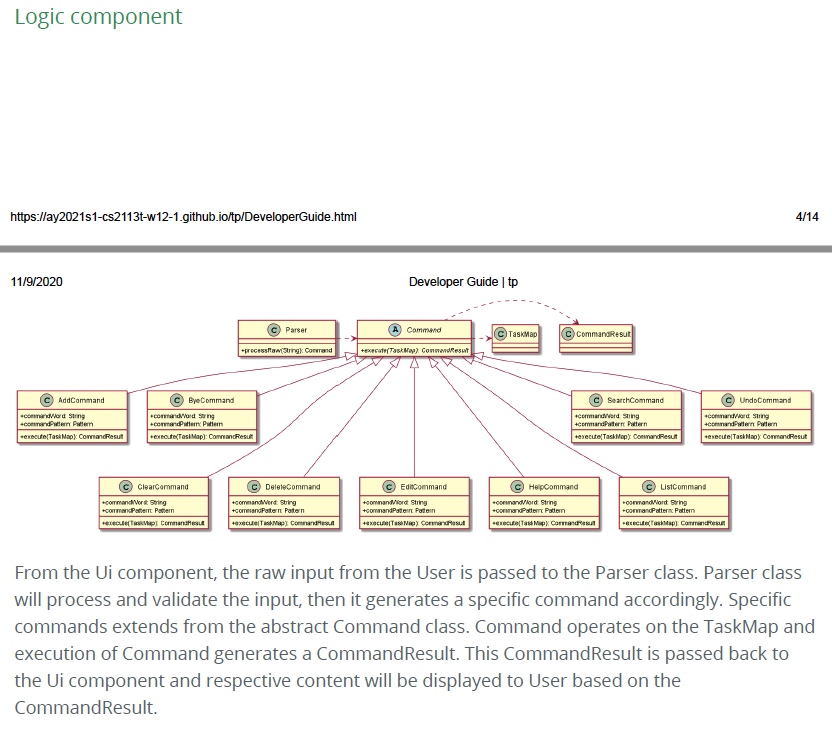 Logic component
https://ay2021s1-cs2113t-w12-1.github.io/tp/DeveloperGuide.html 4/14
11/9/2020 Developer Guide | tp
C Parser
+processRaw(String): Command
A Command
+execute(TaskMap): CommandResult
C TaskMap
C CommandResult
C AddCommand
+commandWord: String
+commandPattern: Pattern
+execute(TaskMap): CommandResult
C ByeCommand
+commandWord: String
+commandPattern: Pattern
+execute(TaskMap): CommandResult
C SearchCommand
+commandWord: String
+commandPattern: Pattern
+execute(TaskMap): CommandResult
C UndoCommand
+commandWord: String
+commandPattern: Pattern
+execute(TaskMap): CommandResult
C ClearCommand
+commandWord: String
+commandPattern: Pattern
+execute(TaskMap): CommandResult
C DeleteCommand
+commandWord: String
+commandPattern: Pattern
+execute(TaskMap): CommandResult
C EditCommand
+commandWord: String
+commandPattern: Pattern
+execute(TaskMap): CommandResult
C HelpCommand
+commandWord: String
+commandPattern: Pattern
+execute(TaskMap): CommandResult
C ListCommand
+commandWord: String
+commandPattern: Pattern
+execute(TaskMap): CommandResult
From the Ui component, the raw input from the User is passed to the Parser class. Parser class
will process and validate the input, then it generates a specific command accordingly. Specific
commands extends from the abstract Command class. Command operates on the TaskMap and
execution of Command generates a CommandResult. This CommandResult is passed back to
the Ui component and respective content will be displayed to User based on the
CommandResult.